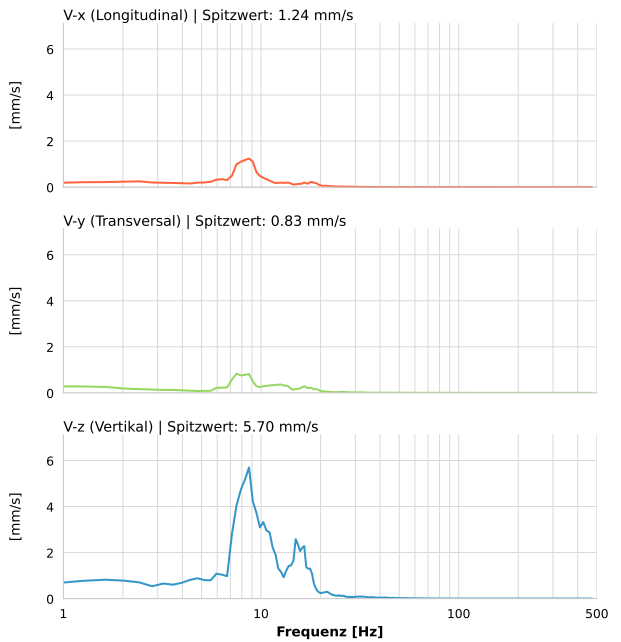 V-x (Longitudinal) | Spitzwert: 1.24 mm/s
6
4
2
0
[mm/s]
V-y (Transversal) | Spitzwert: 0.83 mm/s
6
4
2
0
[mm/s]
V-z (Vertikal) | Spitzwert: 5.70 mm/s
6
4
2
0
[mm/s]
1 10 100 500
Frequenz [Hz]